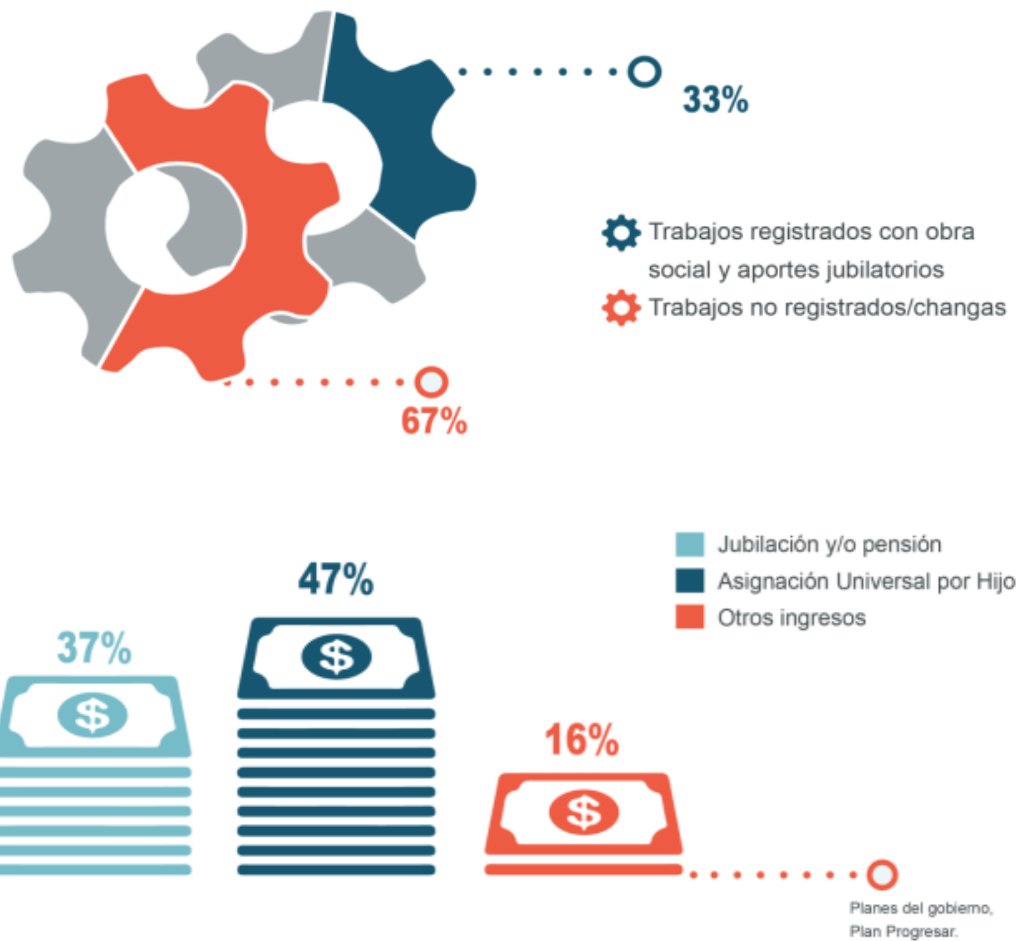 33%
Trabajos registrados con obra
social y aportes jubilatorios
Trabajos no registrados/changas
67%
Jubilación y/o pensión
Asignación Universal por Hijo
Otros ingresos
47%
37%
16%
$
$
$
Planes del gobierno,
Plan Progresar.